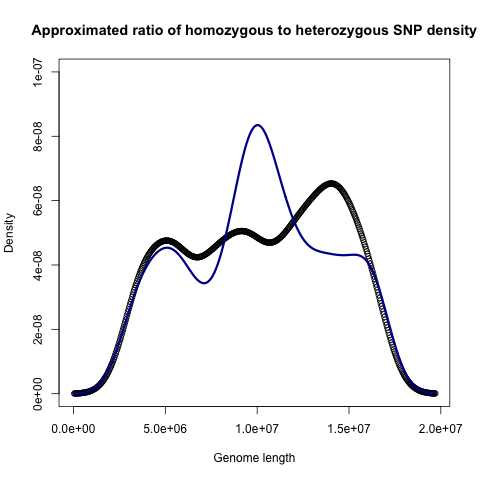 Approximated ratio of homozygous to heterozygous SNP density
Density
1e-07
8e-08
6e-08
4e-08
2e-08
0e+00
0.0e+00 5.0e+06 1.0e+07 1.5e+07 2.0e+07
Genome length